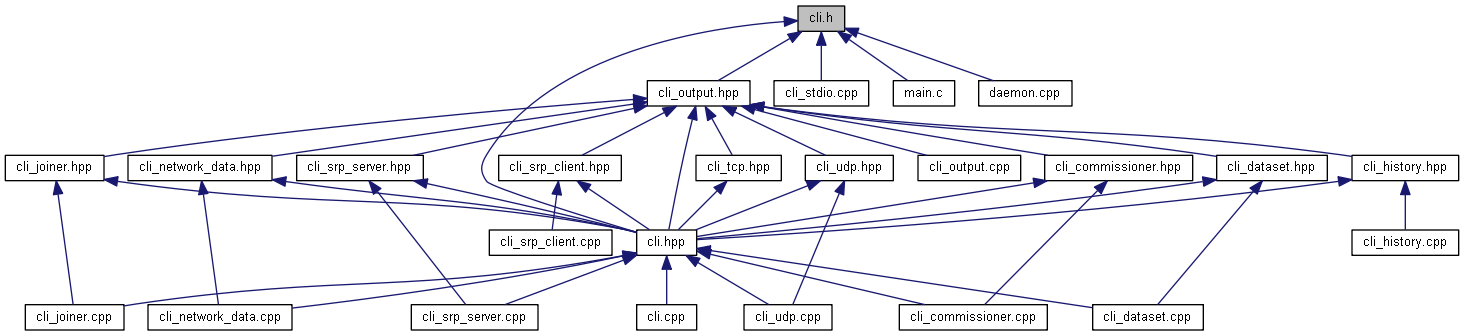 cli.h
cli_output.hpp
cli_stdio.cpp
main.c
daemon.cpp
cli_joiner.hpp
cli_network_data.hpp
cli_srp_server.hpp
cli_srp_client.hpp
cli_tcp.hpp
cli_udp.hpp
cli_output.cpp
cli_commissioner.hpp
cli_dataset.hpp
cli_history.hpp
cli_srp_client.cpp
cli.hpp
cli_history.cpp
cli_joiner.cpp
cli_network_data.cpp
cli_srp_server.cpp
cli.cpp
cli_udp.cpp
cli_commissioner.cpp
cli_dataset.cpp